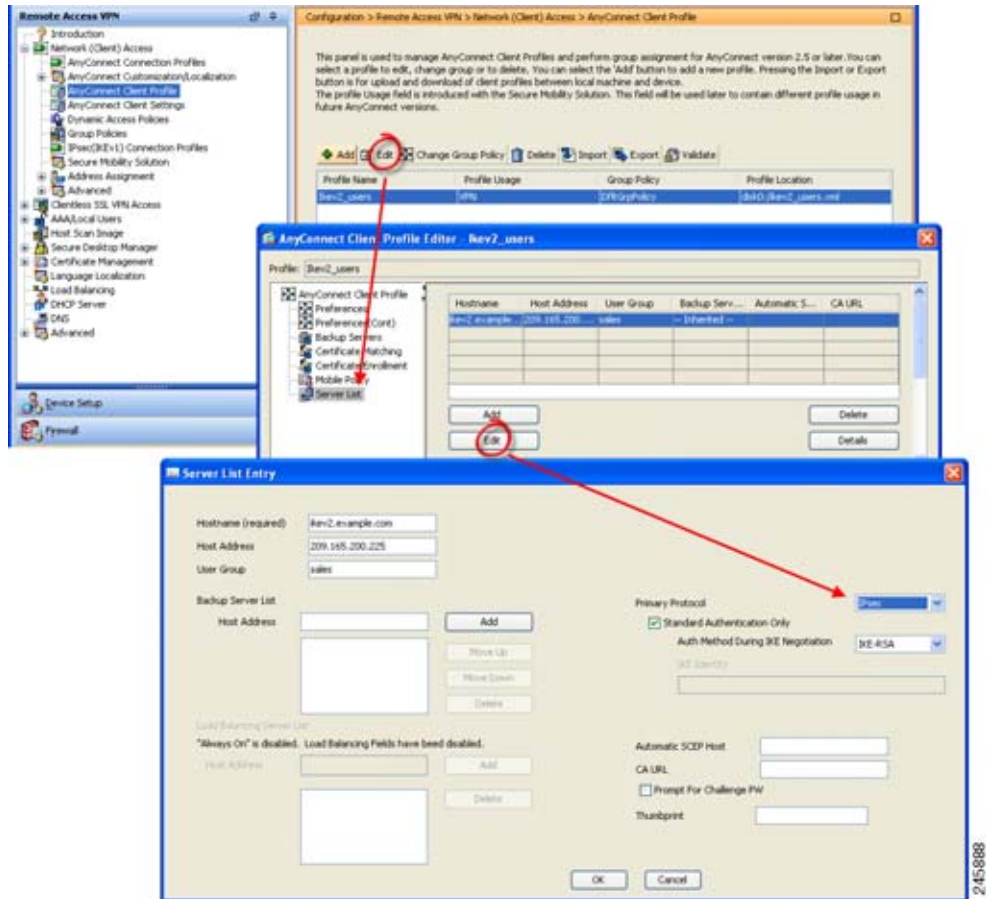 Remote Access VPN
Introduction
Network (Client) Access
AnyConnect Connection Profiles
AnyConnect Customization/Localization
AnyConnect Client Profile
AnyConnect Client Settings
Dynamic Access Policies
Group Policies
IPsec(IKEv1) Connection Profiles
Secure Mobility Solution
Address Assignment
Advanced
Clientless SSL VPN Access
AAA/Local Users
Host Scan Image
Secure Desktop Manager
Certificate Management
Language Localization
Load Balancing
DHCP Server
DNS
Advanced
Device Setup
Firewall
Configuration > Remote Access VPN > Network (Client) Access > AnyConnect Client Profile
This panel is used to manage AnyConnect Client Profiles and perform group assignment for AnyConnect version 2.5 or later. You can
select a profile to edit, change group or to delete. You can select the 'Add' button to add a new profile. Pressing the Import or Export
button is for upload and download of client profiles between local machine and device.
The profile Usage field is introduced with the Secure Mobility Solution. This field will be used later to contain different profile usage in
future AnyConnect versions.
Add Edit Change Group Policy Delete Import Export Validate
Profile Name Profile Usage Group Policy Profile Location
Ikev2_users VPN DfltGrpPolicy disk0:/ikev2_users.xml
AnyConnect Client Profile Editor - Ikev2_users
Profile: Ikev2_users
AnyConnect Client Profile
Preferences
Preferences (Cont)
Backup Servers
Certificate Matching
Certificate Enrollment
Mobile Policy
Server List
Hostname Host Address User Group Backup Serv... Automatic S... CA URL
ikev2.example... 209.165.200.... sales -- Inherited --
Add Delete
Edit Details
Server List Entry
Hostname (required) ikev2.example.com
Host Address 209.165.200.225
User Group sales
Backup Server List
Host Address Add
Move Up
Move Down
Delete
Load Balancing Server List
"Always On" is disabled. Load Balancing Fields have beed disabled.
Host Address Add
Delete
Primary Protocol IPsec
Standard Authentication Only
Auth Method During IKE Negotiation IKE-RSA
IKE Identity
Automatic SCEP Host
CA URL
Prompt For Challenge PW
Thumbprint
OK Cancel
245888